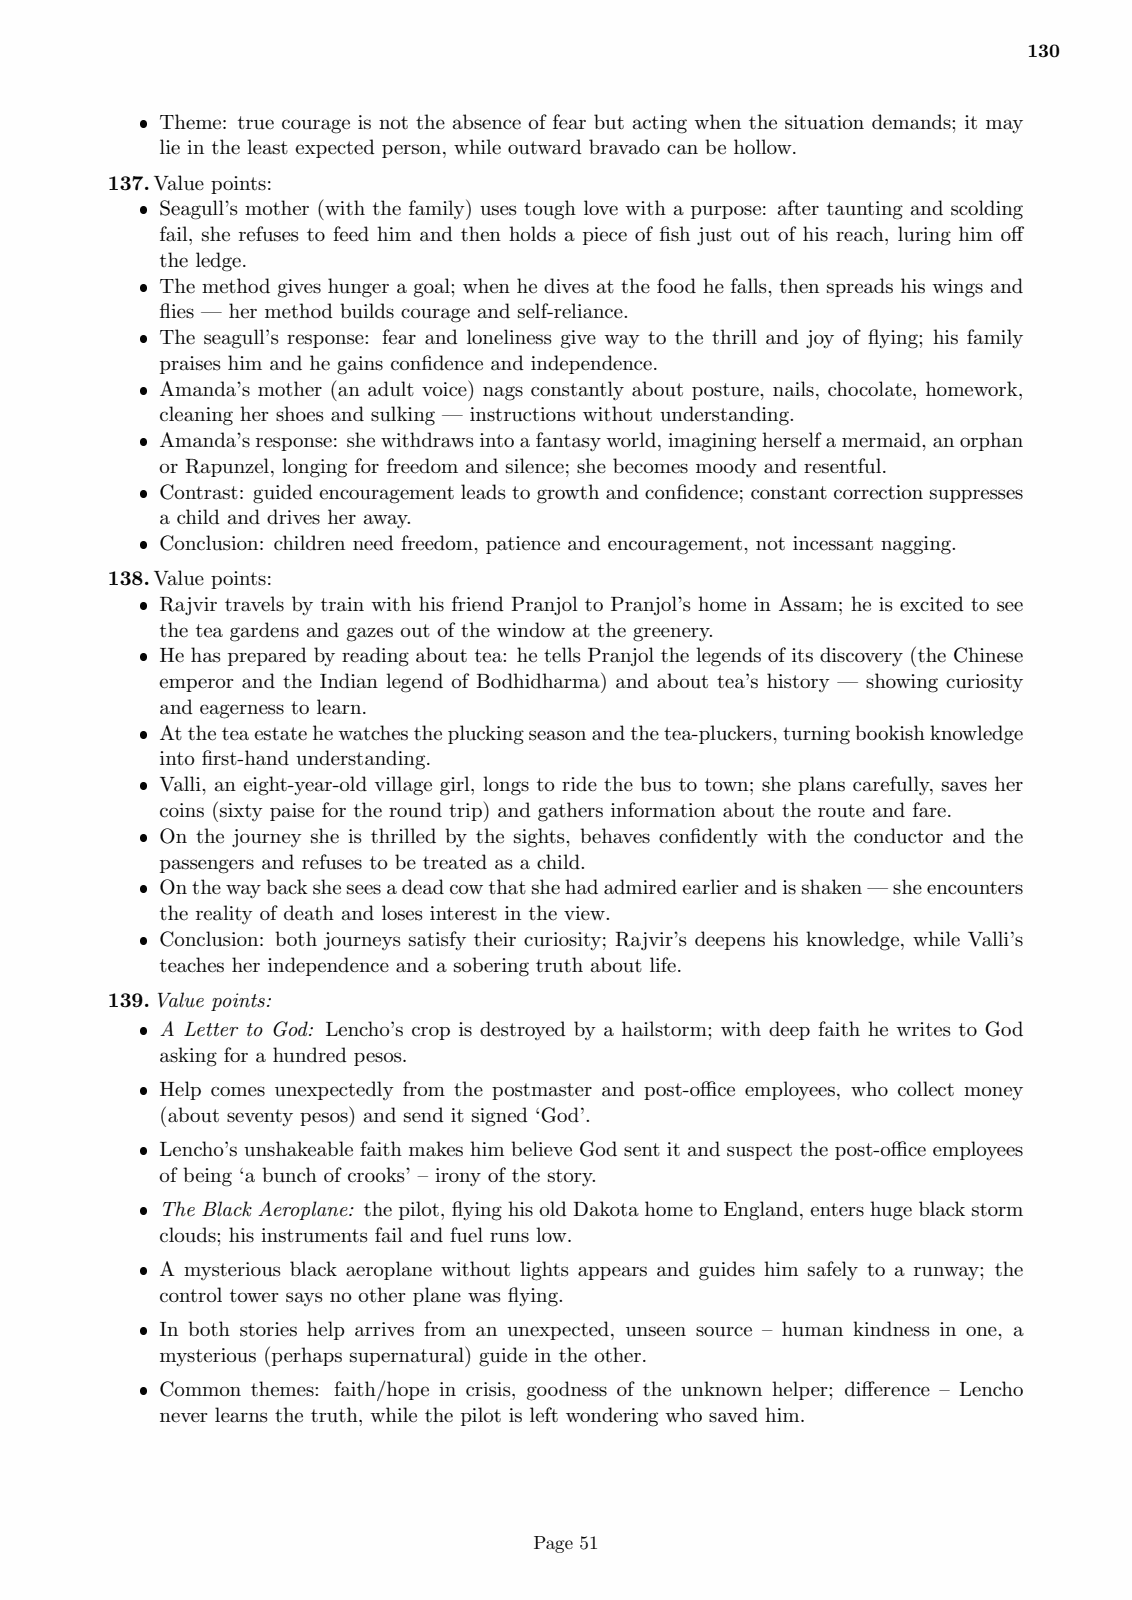 130
• Theme: true courage is not the absence of fear but acting when the situation demands; it may
lie in the least expected person, while outward bravado can be hollow.
137. Value points:
• Seagull's mother (with the family) uses tough love with a purpose: after taunting and scolding
fail, she refuses to feed him and then holds a piece of fish just out of his reach, luring him off
the ledge.
• The method gives hunger a goal; when he dives at the food he falls, then spreads his wings and
flies — her method builds courage and self-reliance.
• The seagull's response: fear and loneliness give way to the thrill and joy of flying; his family
praises him and he gains confidence and independence.
• Amanda's mother (an adult voice) nags constantly about posture, nails, chocolate, homework,
cleaning her shoes and sulking — instructions without understanding.
• Amanda's response: she withdraws into a fantasy world, imagining herself a mermaid, an orphan
or Rapunzel, longing for freedom and silence; she becomes moody and resentful.
• Contrast: guided encouragement leads to growth and confidence; constant correction suppresses
a child and drives her away.
• Conclusion: children need freedom, patience and encouragement, not incessant nagging.
138. Value points:
• Rajvir travels by train with his friend Pranjol to Pranjol's home in Assam; he is excited to see
the tea gardens and gazes out of the window at the greenery.
• He has prepared by reading about tea: he tells Pranjol the legends of its discovery (the Chinese
emperor and the Indian legend of Bodhidharma) and about tea's history — showing curiosity
and eagerness to learn.
• At the tea estate he watches the plucking season and the tea-pluckers, turning bookish knowledge
into first-hand understanding.
• Valli, an eight-year-old village girl, longs to ride the bus to town; she plans carefully, saves her
coins (sixty paise for the round trip) and gathers information about the route and fare.
• On the journey she is thrilled by the sights, behaves confidently with the conductor and the
passengers and refuses to be treated as a child.
• On the way back she sees a dead cow that she had admired earlier and is shaken — she encounters
the reality of death and loses interest in the view.
• Conclusion: both journeys satisfy their curiosity; Rajvir's deepens his knowledge, while Valli's
teaches her independence and a sobering truth about life.
139. Value points:
• A Letter to God: Lencho's crop is destroyed by a hailstorm; with deep faith he writes to God
asking for a hundred pesos.
• Help comes unexpectedly from the postmaster and post-office employees, who collect money
(about seventy pesos) and send it signed ‘God’.
• Lencho's unshakeable faith makes him believe God sent it and suspect the post-office employees
of being ‘a bunch of crooks’ – irony of the story.
• The Black Aeroplane: the pilot, flying his old Dakota home to England, enters huge black storm
clouds; his instruments fail and fuel runs low.
• A mysterious black aeroplane without lights appears and guides him safely to a runway; the
control tower says no other plane was flying.
• In both stories help arrives from an unexpected, unseen source – human kindness in one, a
mysterious (perhaps supernatural) guide in the other.
• Common themes: faith/hope in crisis, goodness of the unknown helper; difference – Lencho
never learns the truth, while the pilot is left wondering who saved him.
Page 51